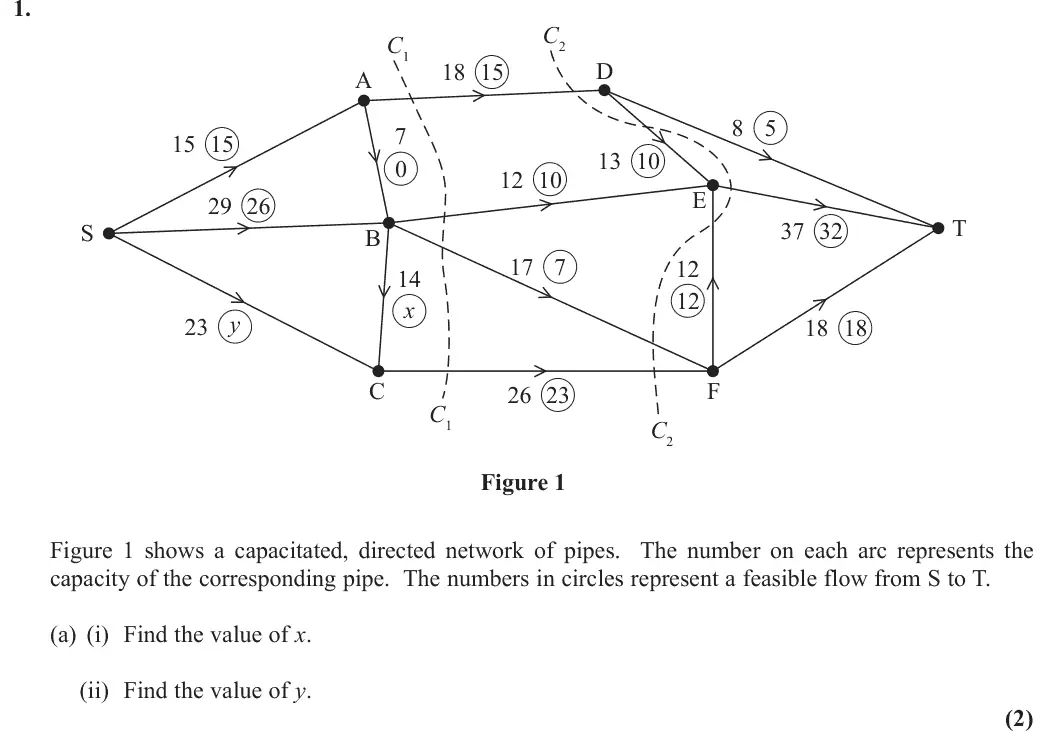 1.
C₁
C₂
A
18 (15)
D
15 (15)
7
(0)
8 (5)
13 (10)
12 (10)
E
29 (26)
S
B
T
37 (32)
14
(x)
17 (7)
12
(12)
23 (y)
18 (18)
C
26 (23)
F
C₁
C₂
Figure 1
Figure 1 shows a capacitated, directed network of pipes. The number on each arc represents the
capacity of the corresponding pipe. The numbers in circles represent a feasible flow from S to T.
(a) (i) Find the value of x.
(ii) Find the value of y.
(2)